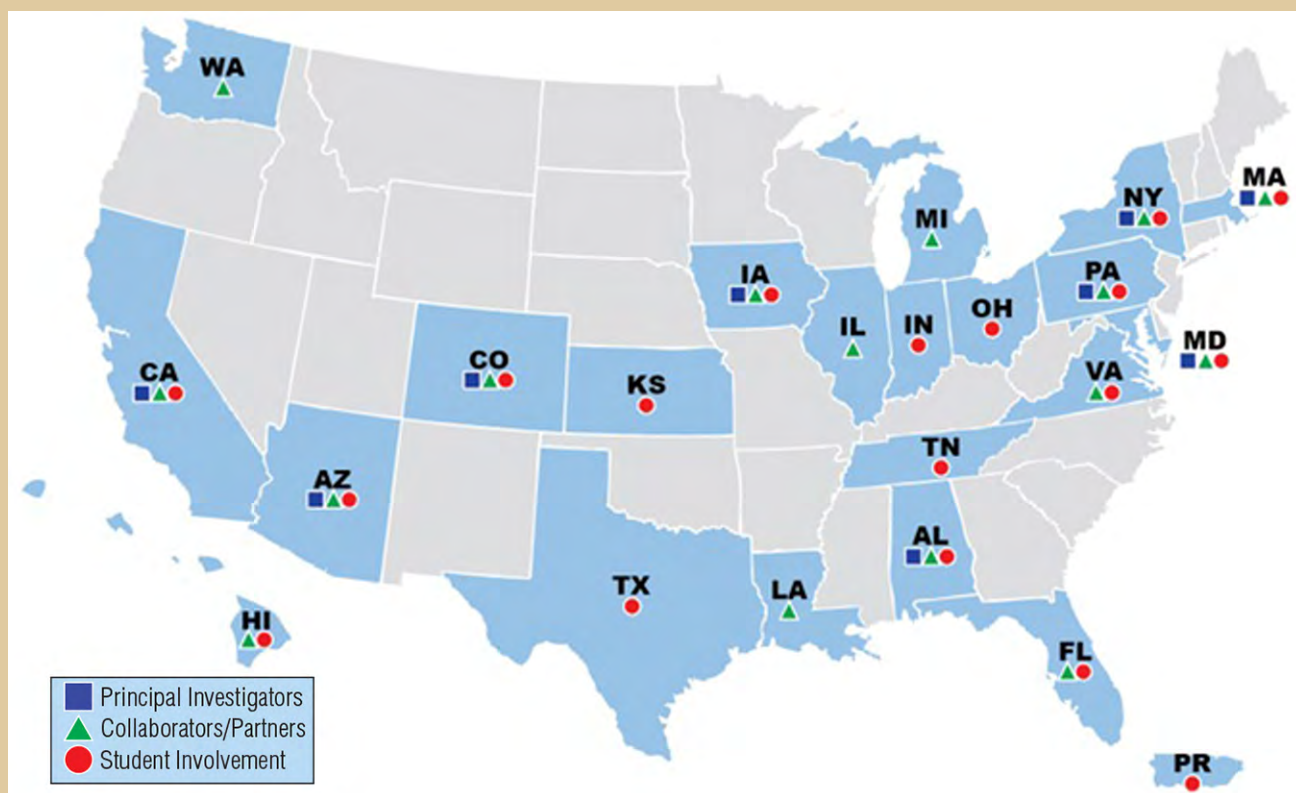 WA
MA
NY
MI
IA
PA
OH
IL
IN
MD
CO
CA
VA
KS
TN
AZ
AL
TX
LA
HI
FL
PR
Principal Investigators
Collaborators/Partners
Student Involvement